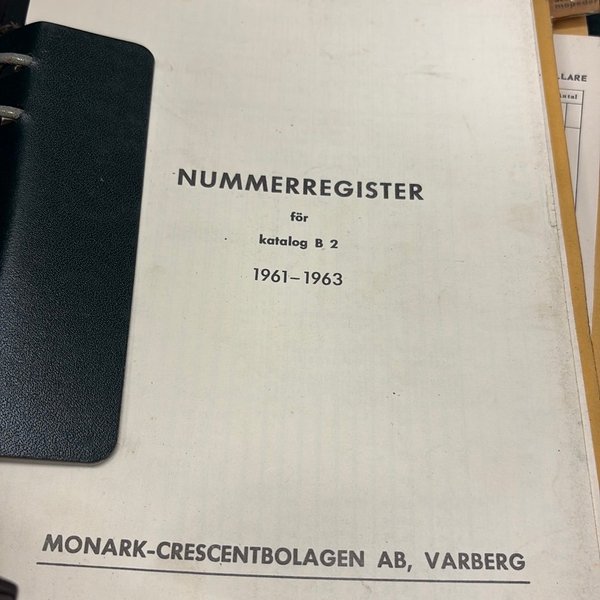 NUMMERREGISTER
för
katalog B 2
1961–1963
MONARK-CRESCENTBOLAGEN AB, VARBERG